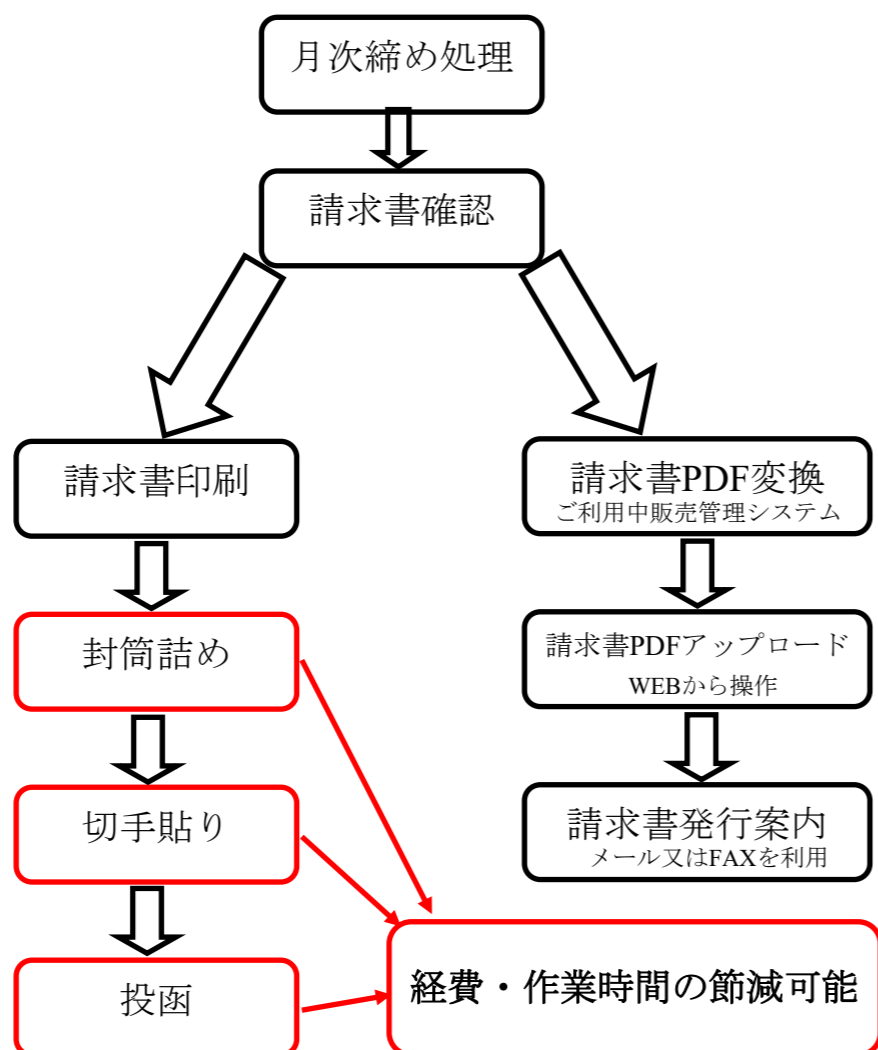 月次締め処理
請求書確認
請求書印刷
封筒詰め
切手貼り
投函
請求書PDF変換
ご利用中販売管理システム
請求書PDFアップロード
WEBから操作
請求書発行案内
メール又はFAXを利用
経費・作業時間の節減可能